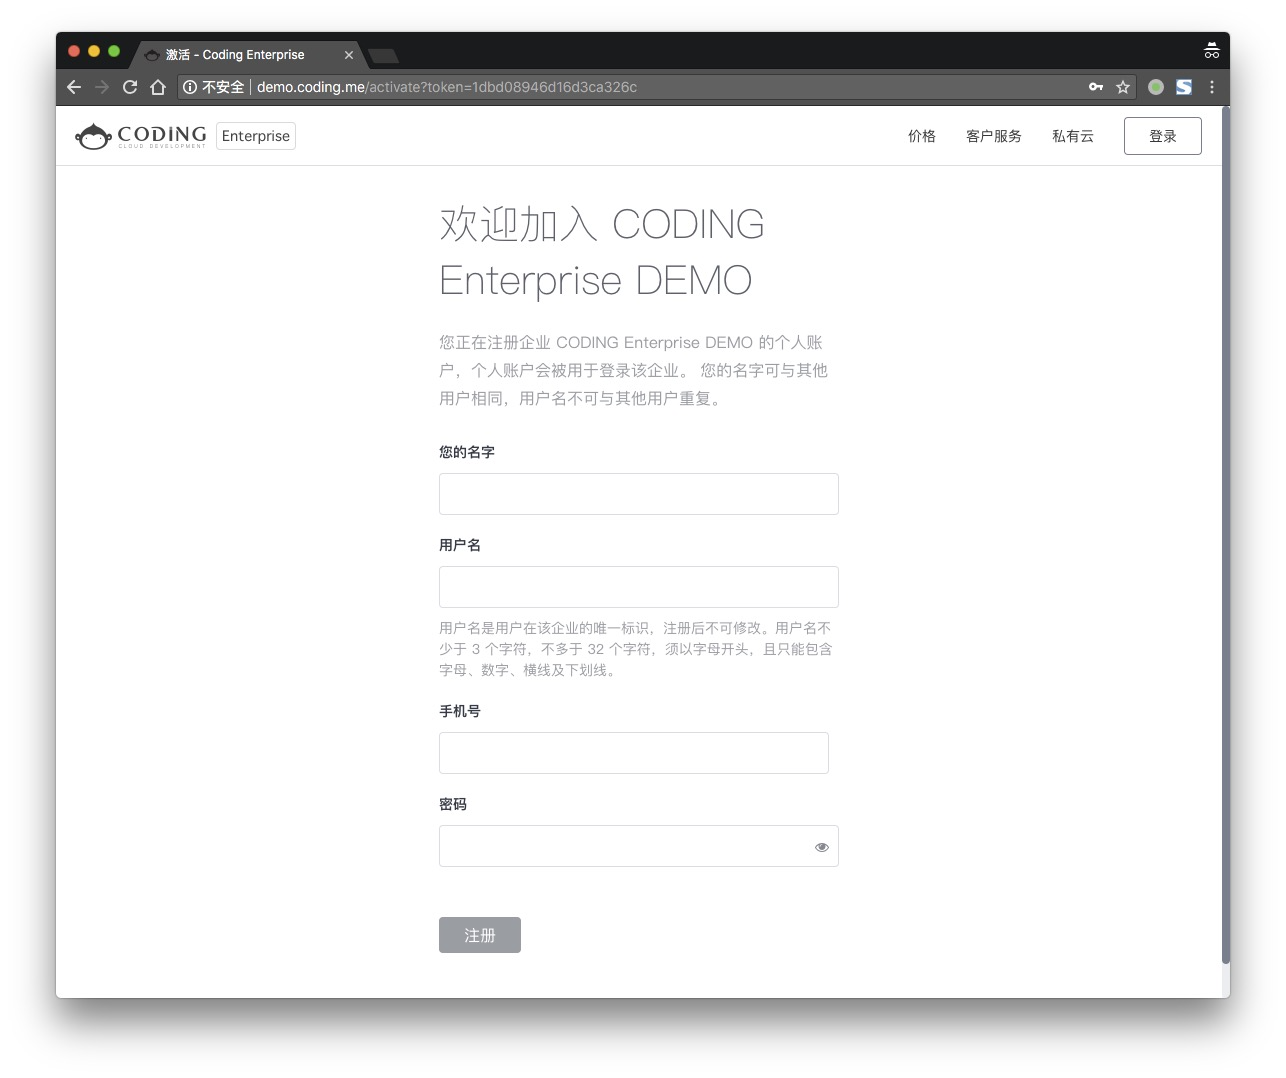 激活 - Coding Enterprise
不安全 | demo.coding.me/activate?token=1dbd08946d16d3ca326c
CODING
CLOUD DEVELOPMENT
Enterprise
价格
客户服务
私有云
登录
欢迎加入 CODING
Enterprise DEMO
您正在注册企业 CODING Enterprise DEMO 的个人账
户，个人账户会被用于登录该企业。 您的名字可与其他
用户相同，用户名不可与其他用户重复。
您的名字
用户名
用户名是用户在该企业的唯一标识，注册后不可修改。用户名不
少于 3 个字符，不多于 32 个字符，须以字母开头，且只能包含
字母、数字、横线及下划线。
手机号
密码
注册